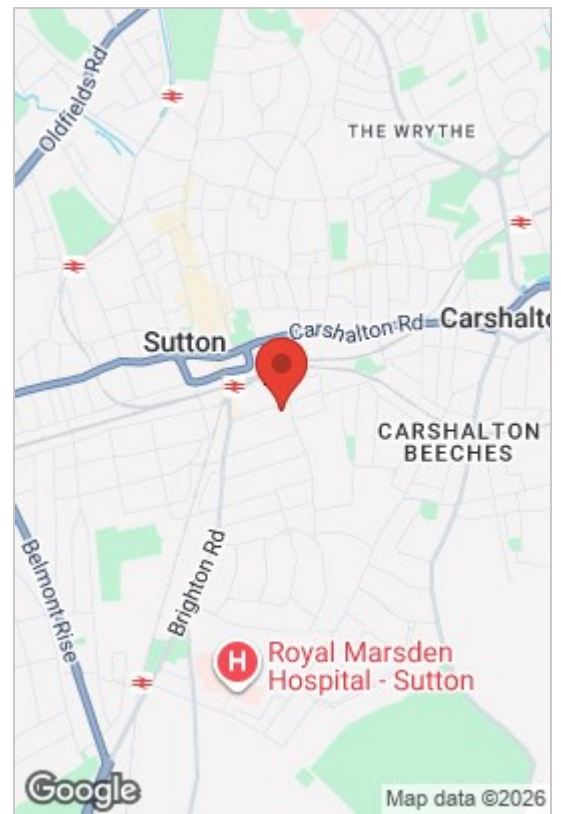 Oldfields Rd
THE WRYTHE
Carshalton Rd
Carshalto
Sutton
CARSHALTON
BEECHES
Belmont Rise
Brighton Rd
H
Royal Marsden
Hospital - Sutton
Google
Map data ©2026